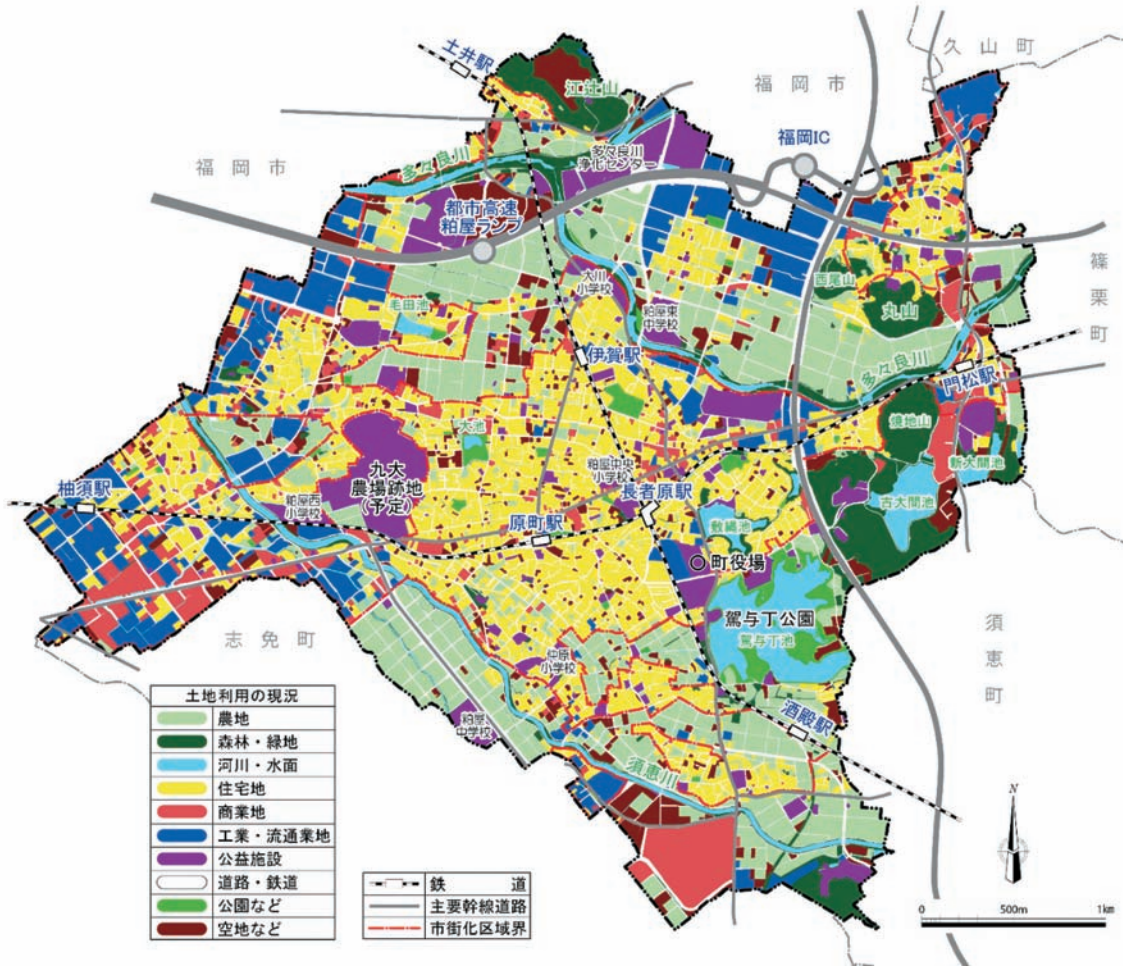 久山町
土井駅
江辻山
福岡市
福岡IC
福岡市
多々良川
多々良川
浄化センター
都市高速
粕屋ランプ
篠栗町
大川
小学校
西尾山
丸山
毛田池
粕屋東
中学校
伊賀駅
多々良川
門松駅
大池
九大
農場跡地
(予定)
粕屋中央
小学校
新大間池
古大間池
柚須駅
粕屋西
小学校
長者原駅
原町駅
敷縄池
町役場
駕与丁公園
駕与丁池
志免町
須恵町
仲原
小学校
粕屋
中学校
酒殿駅
須恵川
土地利用の現況
農地
森林・緑地
河川・水面
住宅地
商業地
工業・流通業地
公益施設
道路・鉄道
公園など
空地など
鉄道
主要幹線道路
市街化区域界
N
0 500m 1km